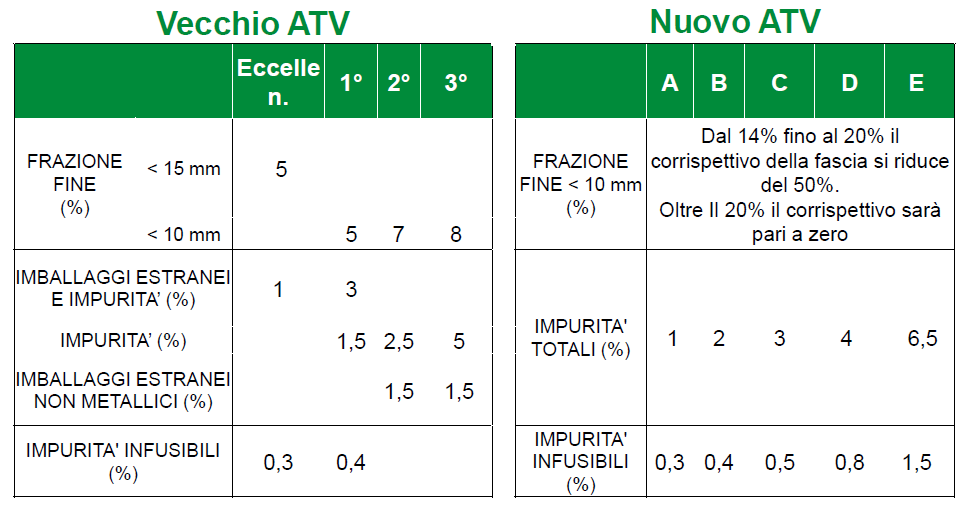 Vecchio ATV
Eccelle
n.
1°
2°
3°
FRAZIONE
FINE
(%)
< 15 mm
5
< 10 mm
5
7
8
IMBALLAGGI ESTRANEI
E IMPURITA' (%)
1
3
IMPURITA' (%)
1,5
2,5
5
IMBALLAGGI ESTRANEI
NON METALLICI (%)
1,5
1,5
IMPURITA' INFUSIBILI
(%)
0,3
0,4
Nuovo ATV
A
B
C
D
E
FRAZIONE
FINE < 10 mm
(%)
Dal 14% fino al 20% il
corrispettivo della fascia si riduce
del 50%.
Oltre Il 20% il corrispettivo sarà
pari a zero
IMPURITA'
TOTALI (%)
1
2
3
4
6,5
IMPURITA'
INFUSIBILI
(%)
0,3
0,4
0,5
0,8
1,5